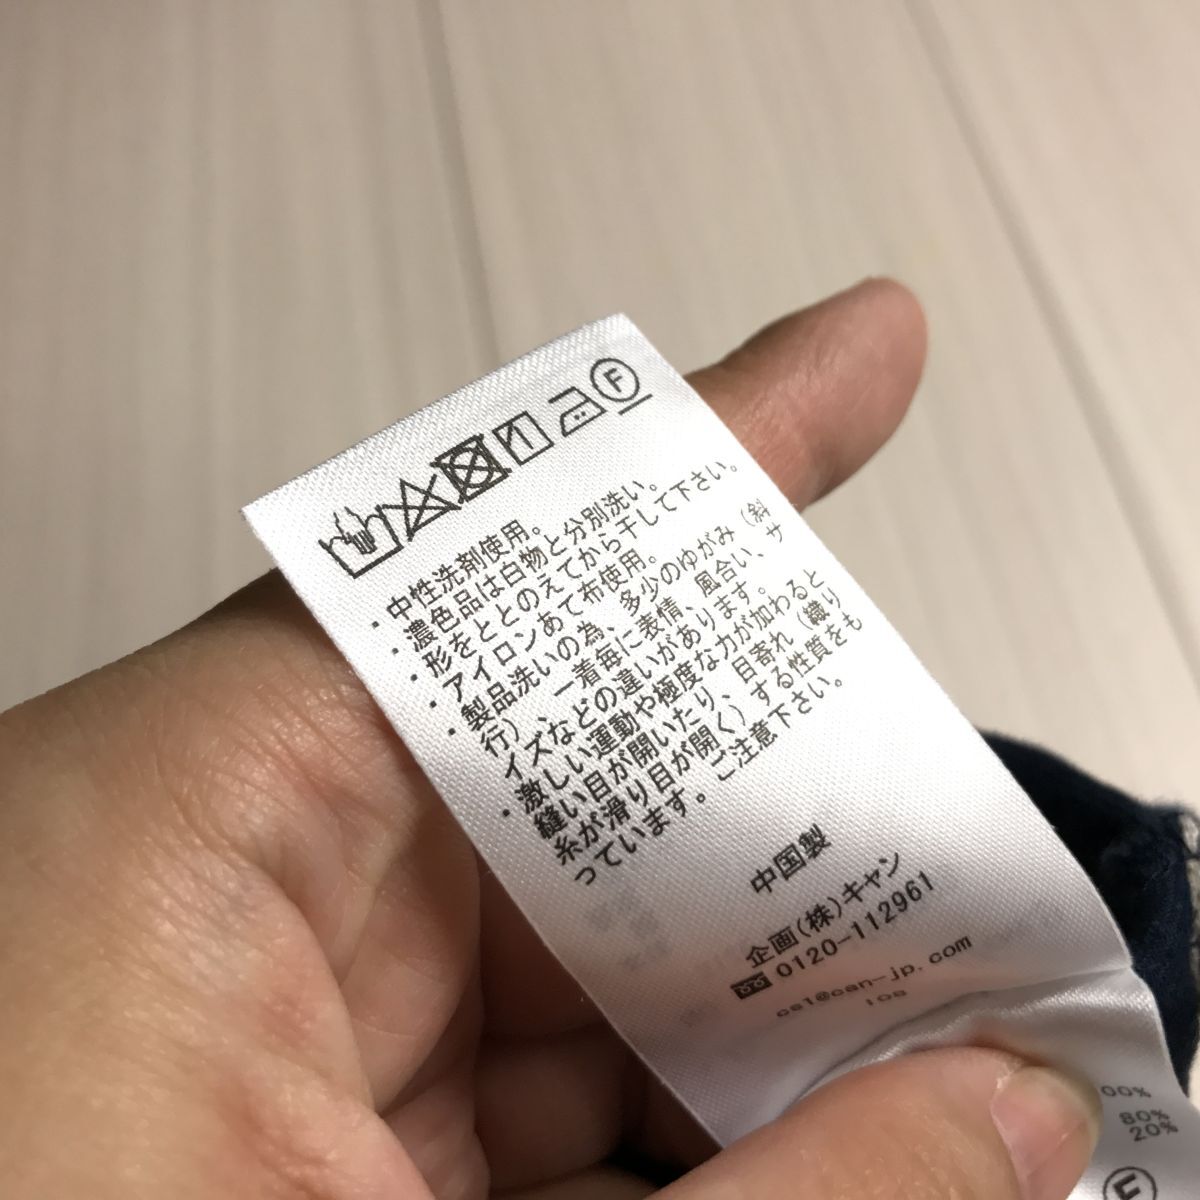 F
・中性洗剤使用。
・濃色品は白物と分別洗い。
・形をととのえてから干して下さい。
・アイロンあて布使用。
・製品洗いの為、多少のゆがみ（斜
行）、一着毎に表情、風合い、サ
イズなどの違いがあります。
・激しい運動や極度な力が加わると
縫い目が開いたり、目寄れ（織り
糸が滑り目が開く）する性質をも
っています。ご注意下さい。
中国製
企画(株)キャン
0120-112961
cs1@can-jp.com
00%
80%
20%
F